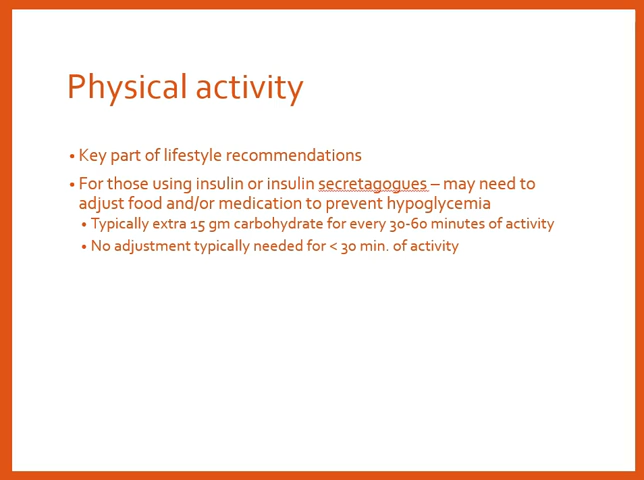 Physical activity
• Key part of lifestyle recommendations
• For those using insulin or insulin secretagogues – may need to
adjust food and/or medication to prevent hypoglycemia
• Typically extra 15 gm carbohydrate for every 30-60 minutes of activity
• No adjustment typically needed for < 30 min. of activity